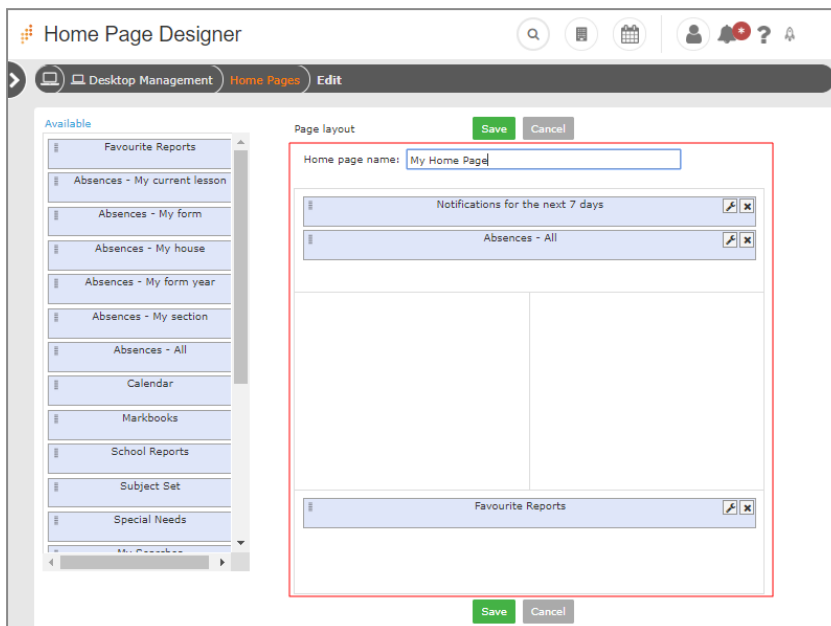 Home Page Designer
?
Desktop Management
Home Pages
Edit
Available
Favourite Reports
Absences - My current lesson
Absences - My form
Absences - My house
Absences - My form year
Absences - My section
Absences - All
Calendar
Markbooks
School Reports
Subject Set
Special Needs
Page layout
Save
Cancel
Home page name:
My Home Page
Notifications for the next 7 days
Absences - All
Favourite Reports
Save
Cancel